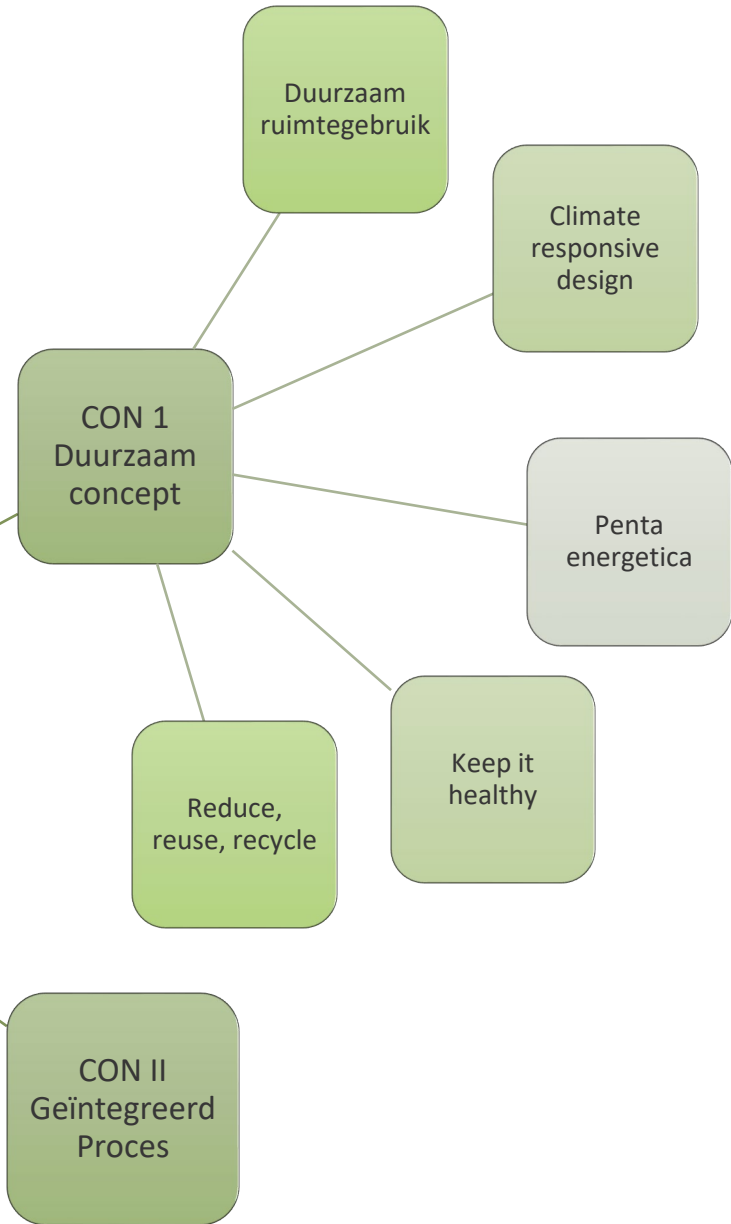 Duurzaam
ruimtegebruik
Climate
responsive
design
CON 1
Duurzaam
concept
Penta
energetica
Keep it
healthy
Reduce,
reuse, recycle
CON II
Geïntegreerd
Proces